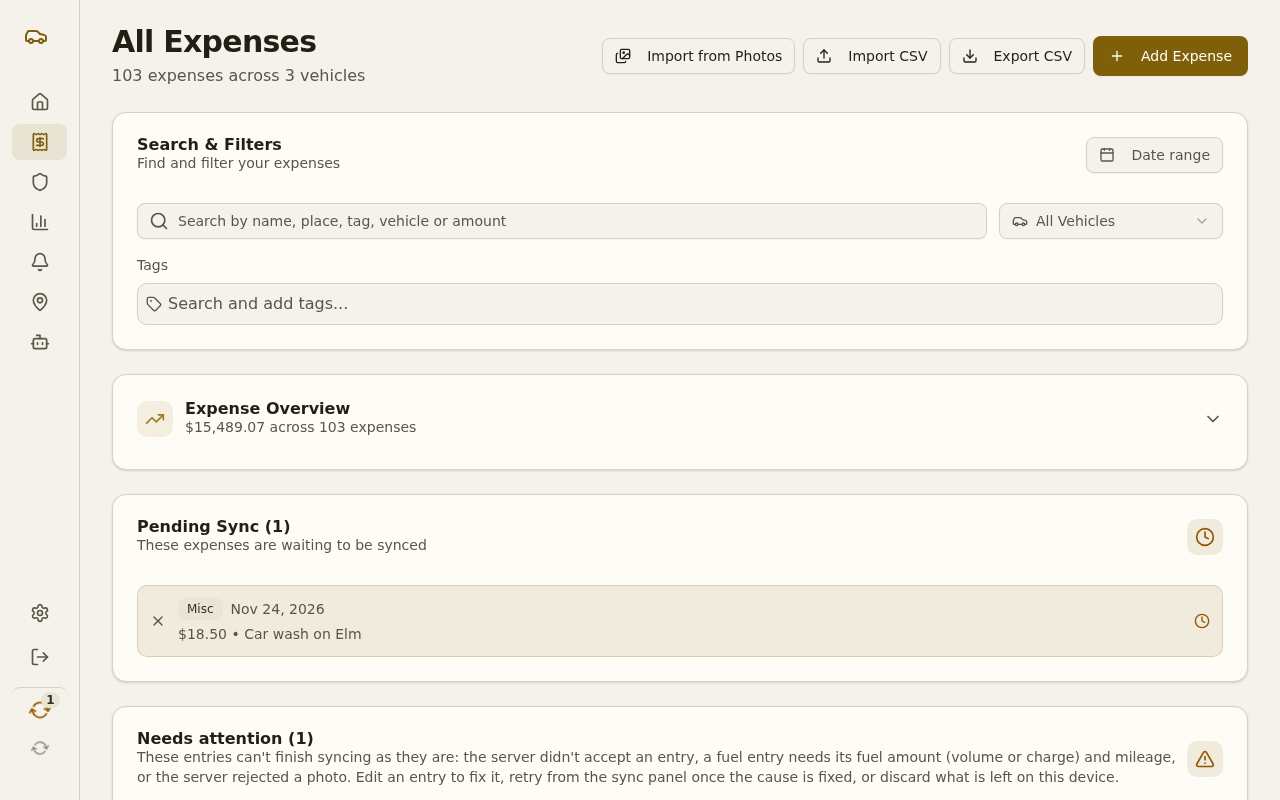 All Expenses
103 expenses across 3 vehicles
Import from Photos
Import CSV
Export CSV
Add Expense
Search & Filters
Find and filter your expenses
Date range
Search by name, place, tag, vehicle or amount
All Vehicles
Tags
Search and add tags...
Expense Overview
$15,489.07 across 103 expenses
Pending Sync (1)
These expenses are waiting to be synced
Misc
Nov 24, 2026
$18.50 • Car wash on Elm
1
Needs attention (1)
These entries can't finish syncing as they are: the server didn't accept an entry, a fuel entry needs its fuel amount (volume or charge) and mileage,
or the server rejected a photo. Edit an entry to fix it, retry from the sync panel once the cause is fixed, or discard what is left on this device.